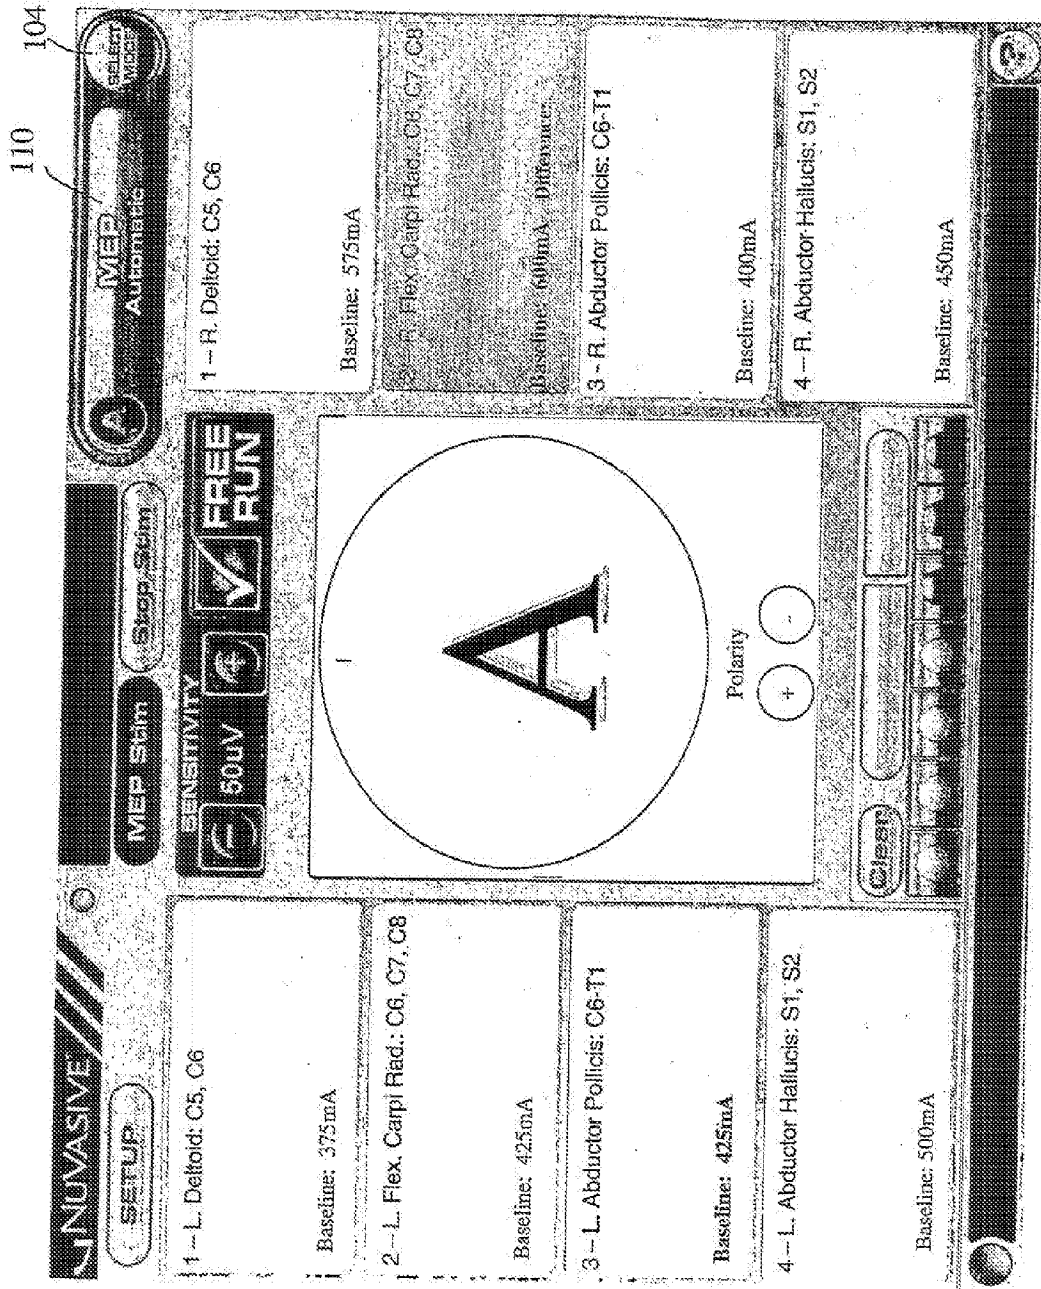 104
110
NUVASIVE
SETUP
MEP Stim
Stop Stim
A
MEP
Automatic
SELECT
MODE
SENSITIVITY
50uV
FREE
RUN
1 – L. Deltoid: C5, C6
Baseline: 375mA
2 – L. Flex. Carpi Rad.: C6, C7, C8
Baseline: 425mA
3 – L. Abductor Pollicis: C6-T1
Baseline: 425mA
4 – L. Abductor Hallucis: S1, S2
Baseline: 500mA
A
Polarity
+ -
Clear
1 – R. Deltoid: C5, C6
Baseline: 575mA
R. Flex. Carpi Rad.: C6, C7, C8
Baseline: 600mA Difference:
3 - R. Abductor Pollicis: C6-T1
Baseline: 400mA
4 – R. Abductor Hallucis: S1, S2
Baseline: 450mA
?